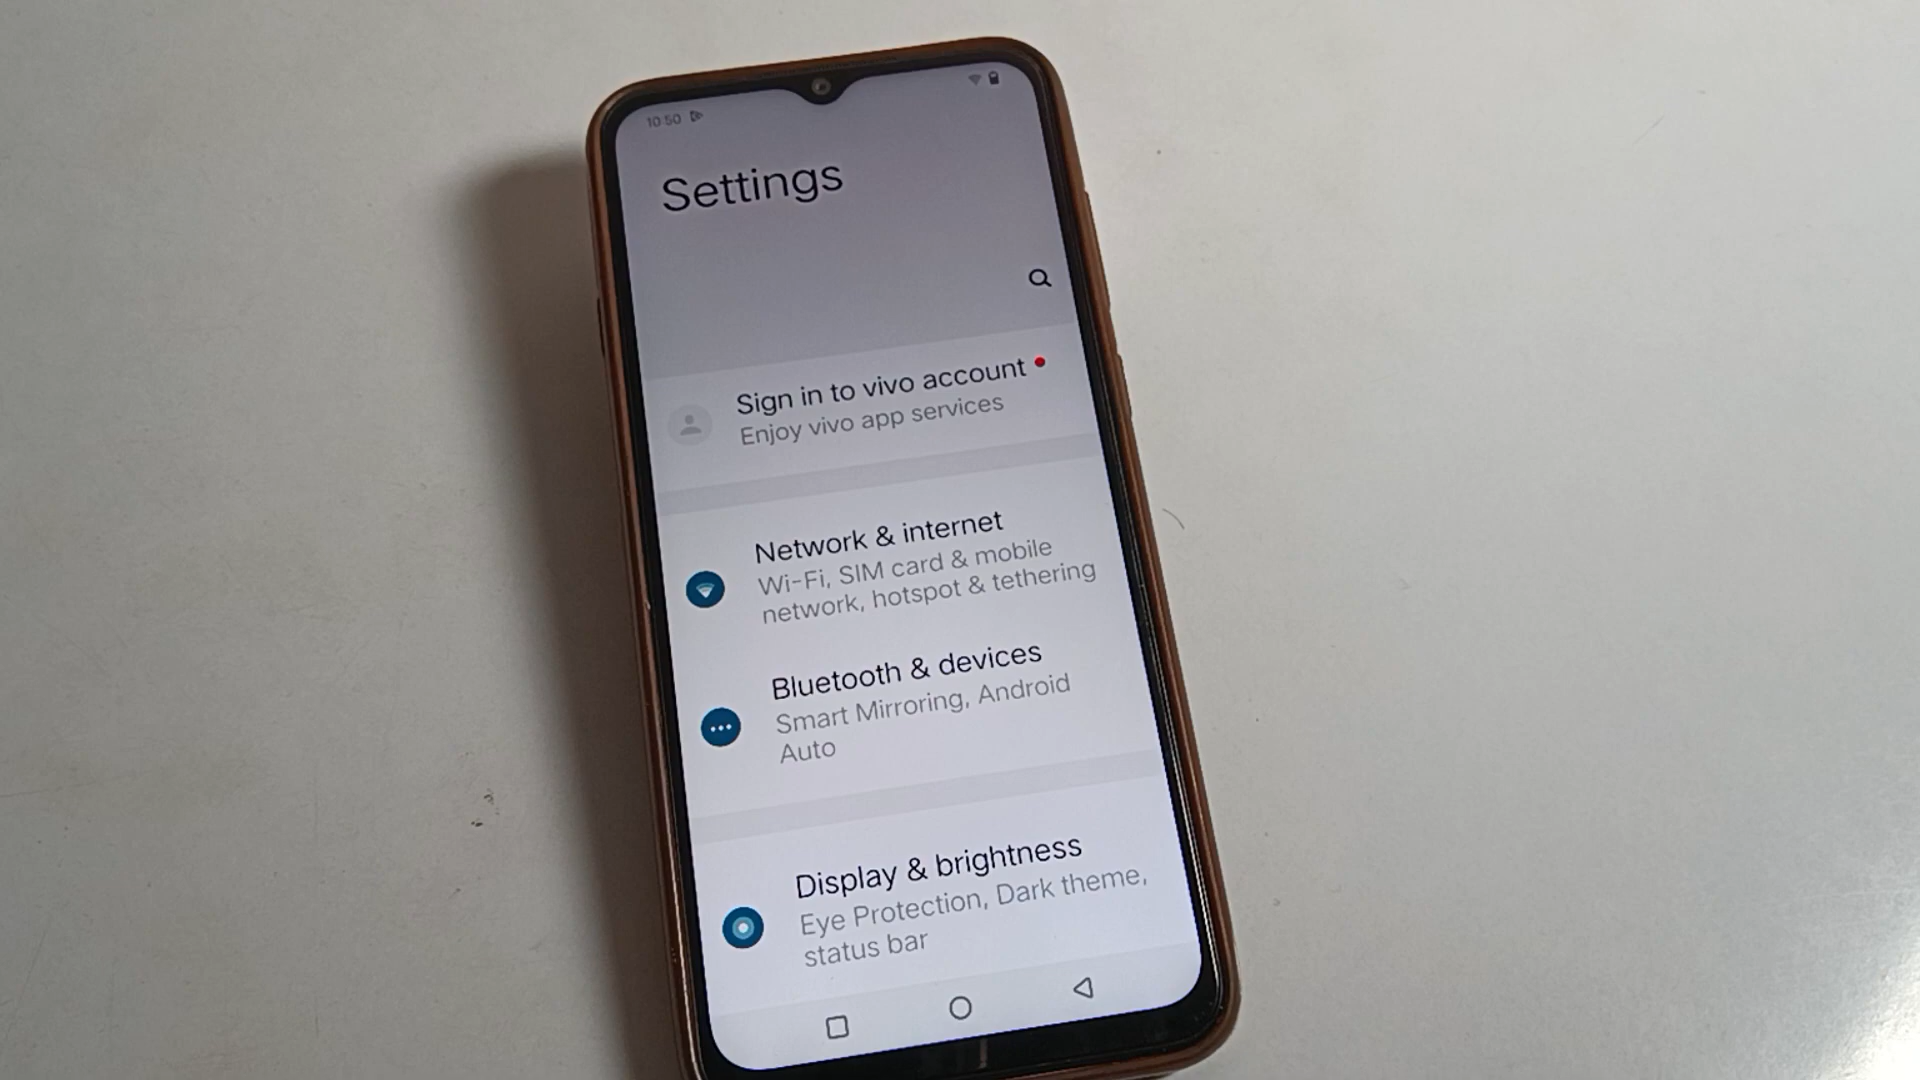 10:50
Settings
Sign in to vivo account
Enjoy vivo app services
Network & internet
Wi-Fi, SIM card & mobile
network, hotspot & tethering
Bluetooth & devices
Smart Mirroring, Android
Auto
Display & brightness
Eye Protection, Dark theme,
status bar